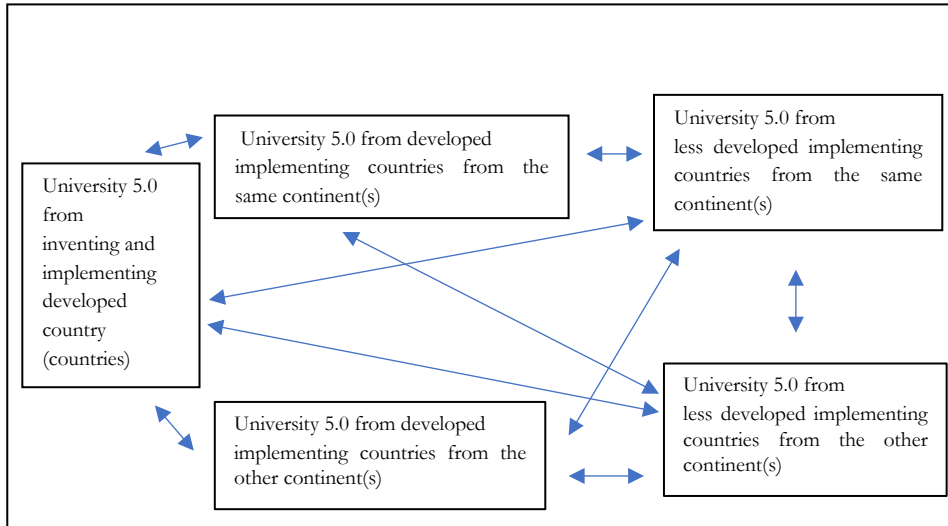 University 5.0 from developed
implementing countries from the
same continent(s)
University 5.0 from
less developed implementing
countries from the same
continent(s)
University 5.0
from
inventing and
implementing
developed
country
(countries)
University 5.0 from developed
implementing countries from the
other continent(s)
University 5.0 from
less developed implementing
countries from the other
continent(s)